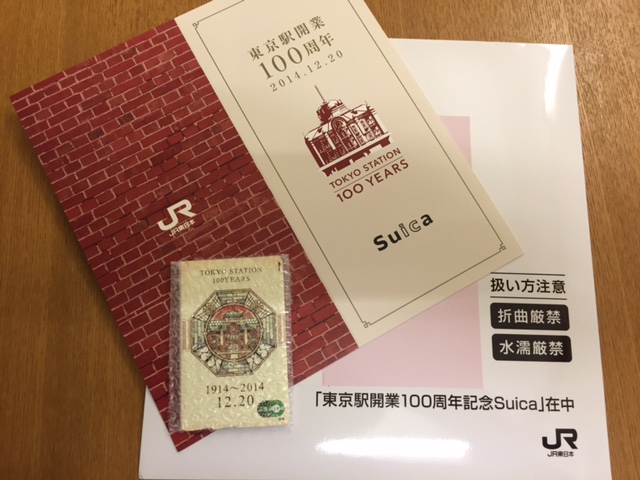 東京駅開業
100周年
2014.12.20
TOKYO STATION
100 YEARS
Suica
JR
JR東日本
TOKYO STATION
100YEARS
1914～2014
12.20
扱い方注意
折曲厳禁
水濡厳禁
「東京駅開業100周年記念Suica」在中
JR
JR東日本